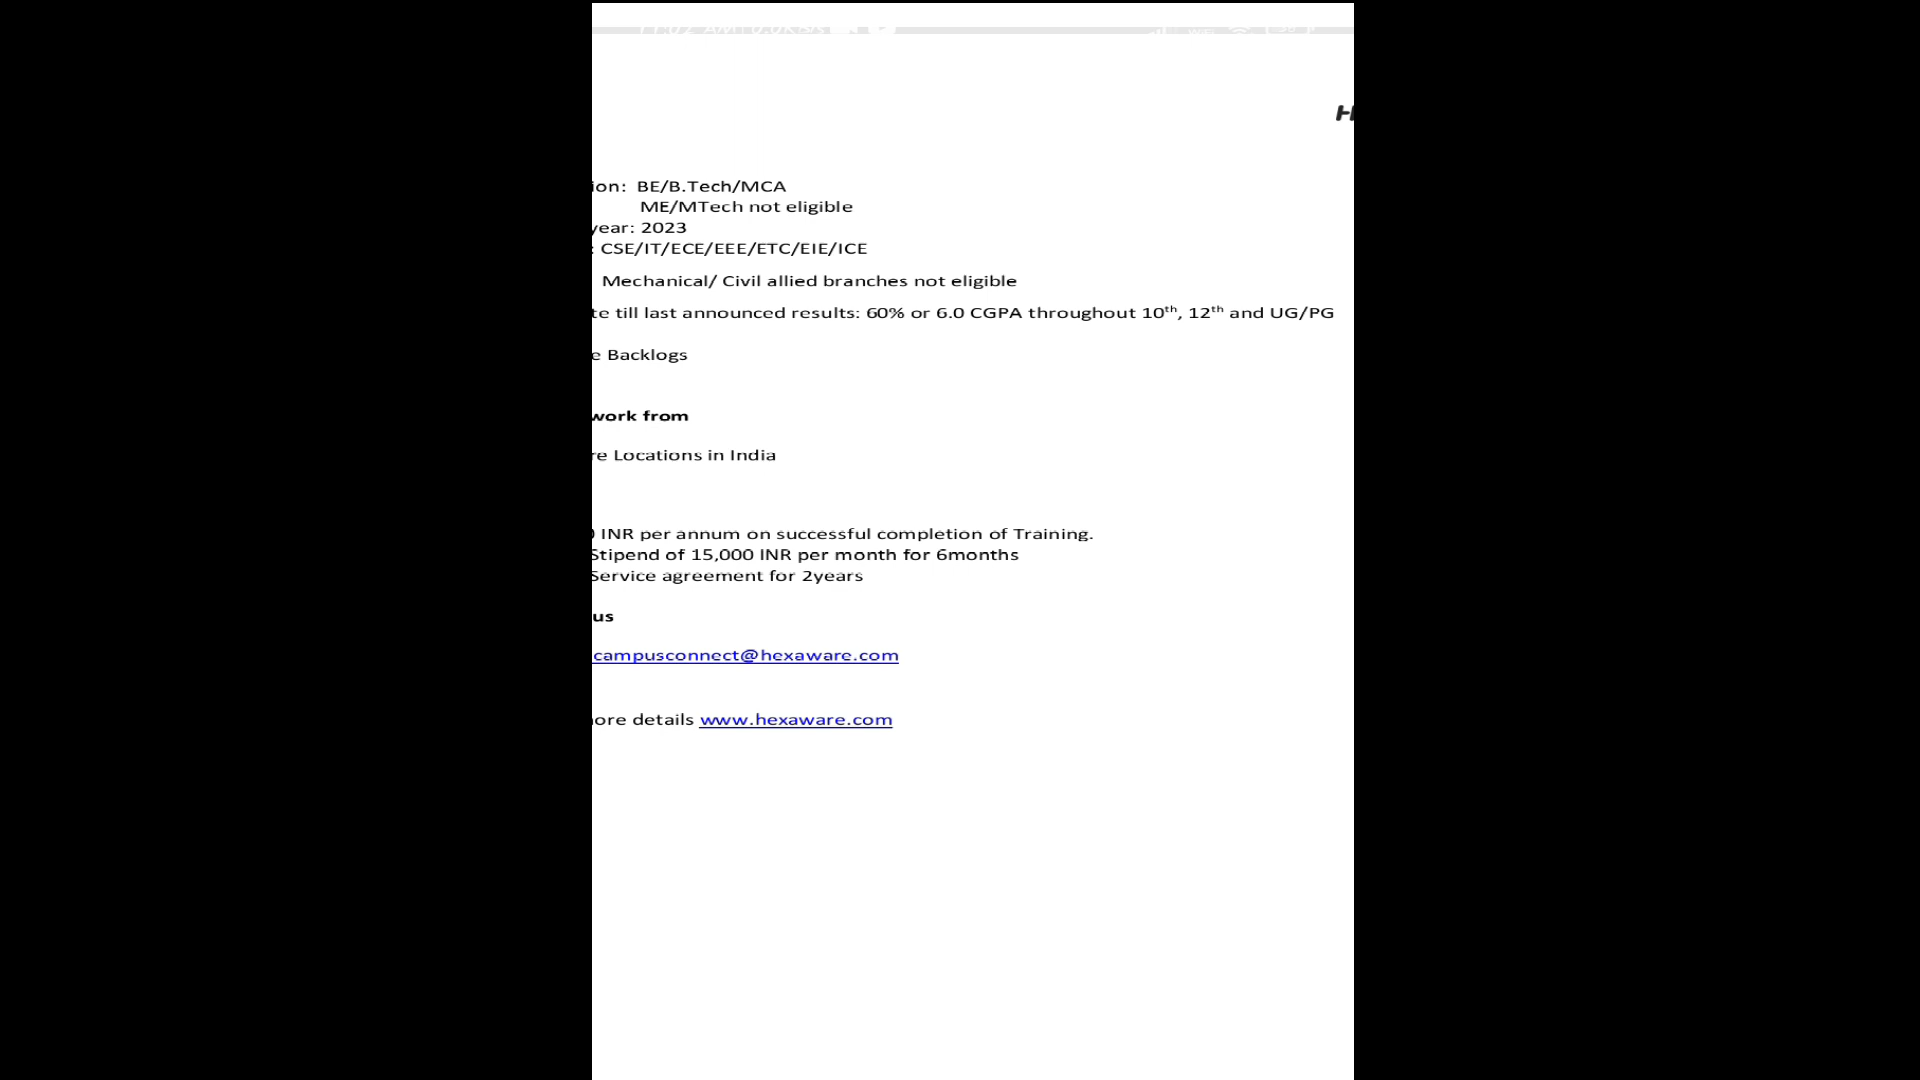 ion: BE/B.Tech/MCA
ME/MTech not eligible
year: 2023
: CSE/IT/ECE/EEE/ETC/EIE/ICE
Mechanical/ Civil allied branches not eligible
te till last announced results: 60% or 6.0 CGPA throughout 10th, 12th and UG/PG
e Backlogs
work from
re Locations in India
INR per annum on successful completion of Training.
Stipend of 15,000 INR per month for 6months
Service agreement for 2years
us
campusconnect@hexaware.com
ore details www.hexaware.com